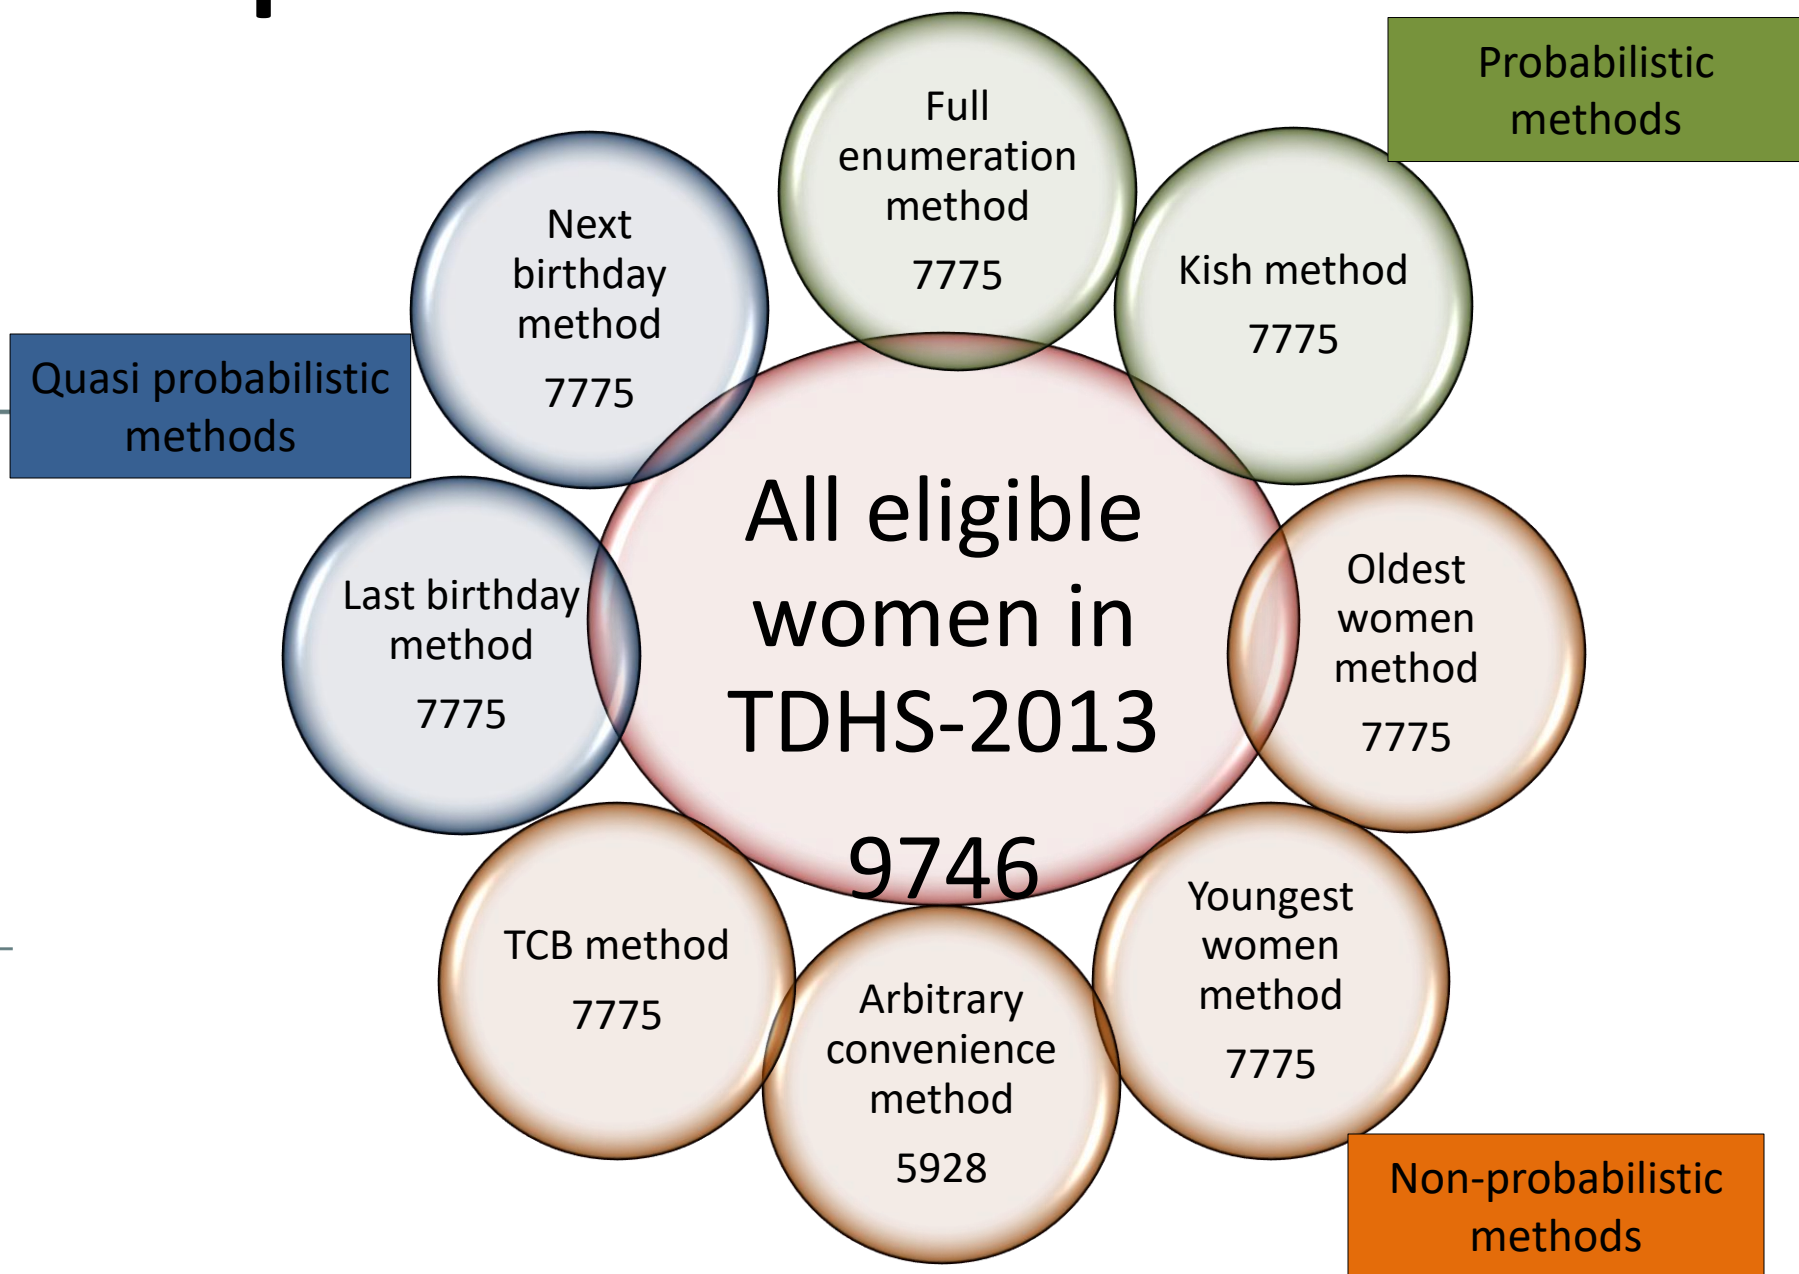 Probabilistic
methods
Full
enumeration
method
7775
Kish method
7775
Next
birthday
method
7775
Quasi probabilistic
methods
All eligible
women in
TDHS-2013
9746
Oldest
women
method
7775
Last birthday
method
7775
Youngest
women
method
7775
TCB method
7775
Arbitrary
convenience
method
5928
Non-probabilistic
methods